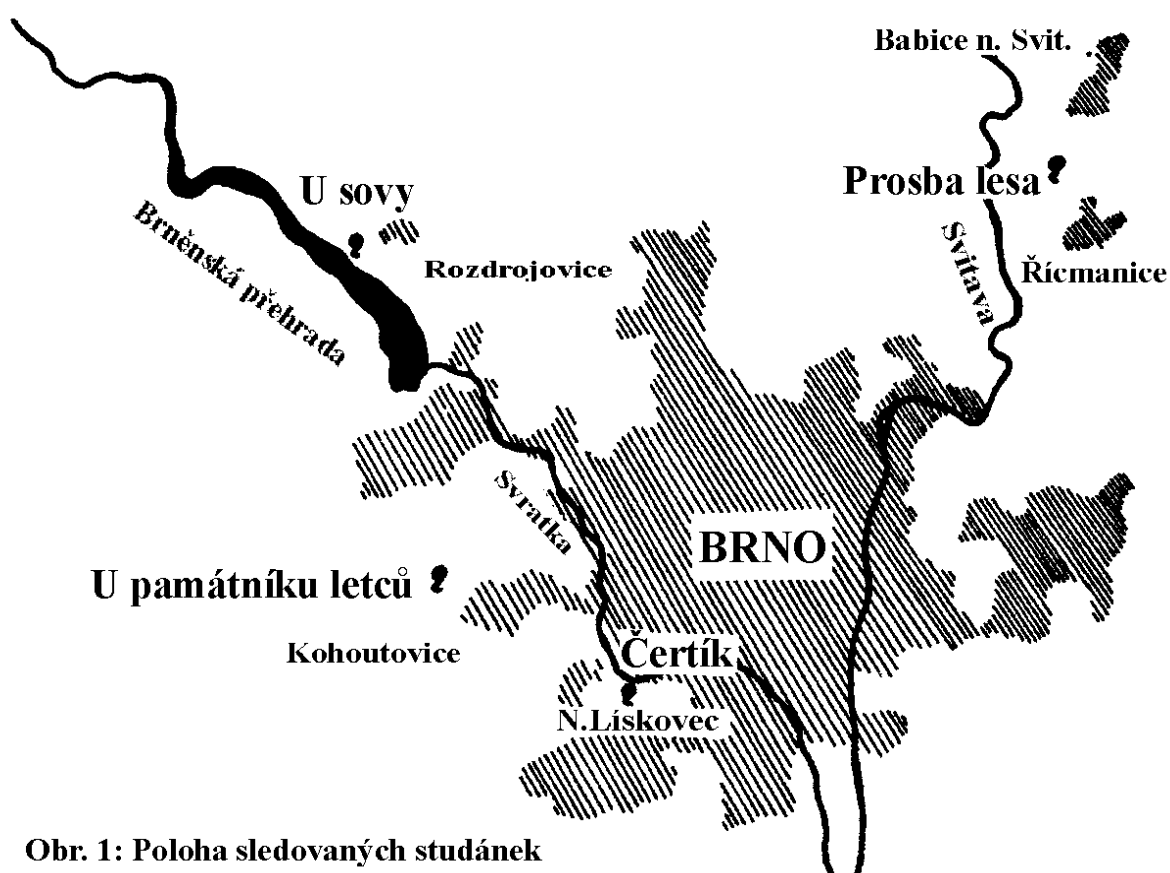 Babice n. Svit.
Prosba lesa
U sovy
Brněnská přehrada
Rozdrojovice
Svitava
Řícmanice
Svratka
BRNO
U památníku letců
Kohoutovice
Čertík
N.Lískovec
Obr. 1: Poloha sledovaných studánek